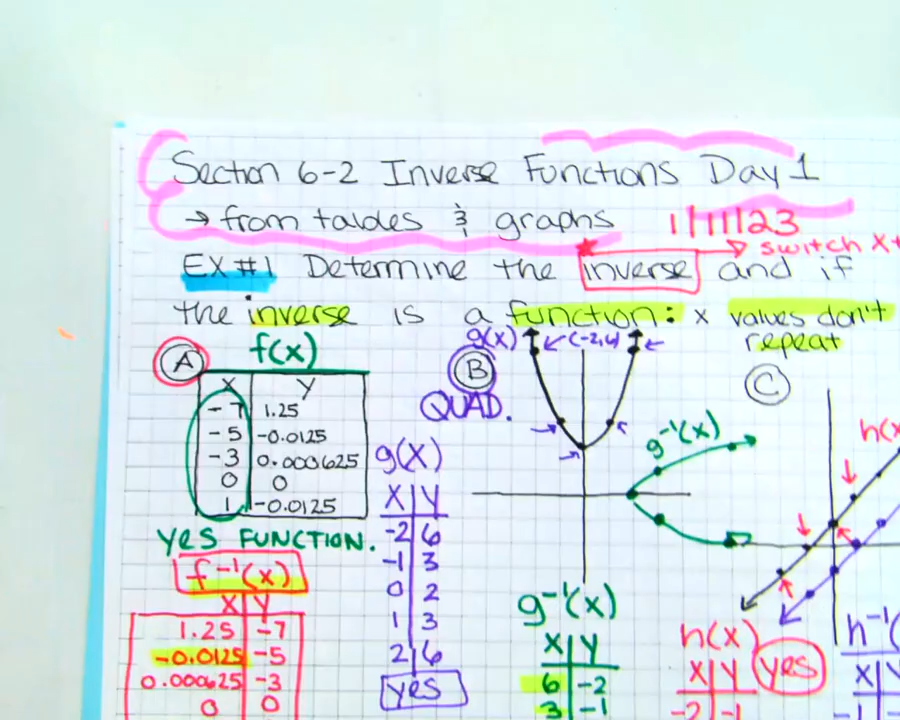 Section 6-2 Inverse Functions Day 1
→ from tables & graphs 1/11/23
switch x+
EX #1 Determine the inverse and if
the inverse is a function: x values don't
repeat
A f(x)
x y
-7 1.25
-5 -0.0125
-3 0.000625
0 0
1 -0.0125
YES FUNCTION.
f⁻¹(x)
x y
1.25 -7
-0.0125 -5
0.000625 -3
0 0
B g(x) (-2,6)
QUAD.
g(x)
x y
-2 6
-1 3
0 2
1 3
2 6
yes
g⁻¹(x)
g⁻¹(x)
x y
6 -2
3 -1
C
h(x
h(x) yes
x y
-2 -1
h⁻¹(
x y
-1